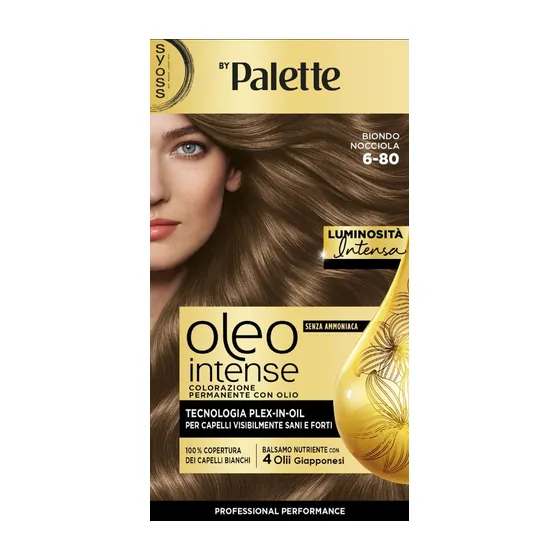 syoss
BY Palette
BIONDO
NOCCIOLA
6-80
LUMINOSITÀ
Intensa
SENZA AMMONIACA
oleo
intense
COLORAZIONE
PERMANENTE CON OLIO
TECNOLOGIA PLEX-IN-OIL
PER CAPELLI VISIBILMENTE SANI E FORTI
100% COPERTURA
DEI CAPELLI BIANCHI
BALSAMO NUTRIENTE CON
4 Olii Giapponesi
PROFESSIONAL PERFORMANCE